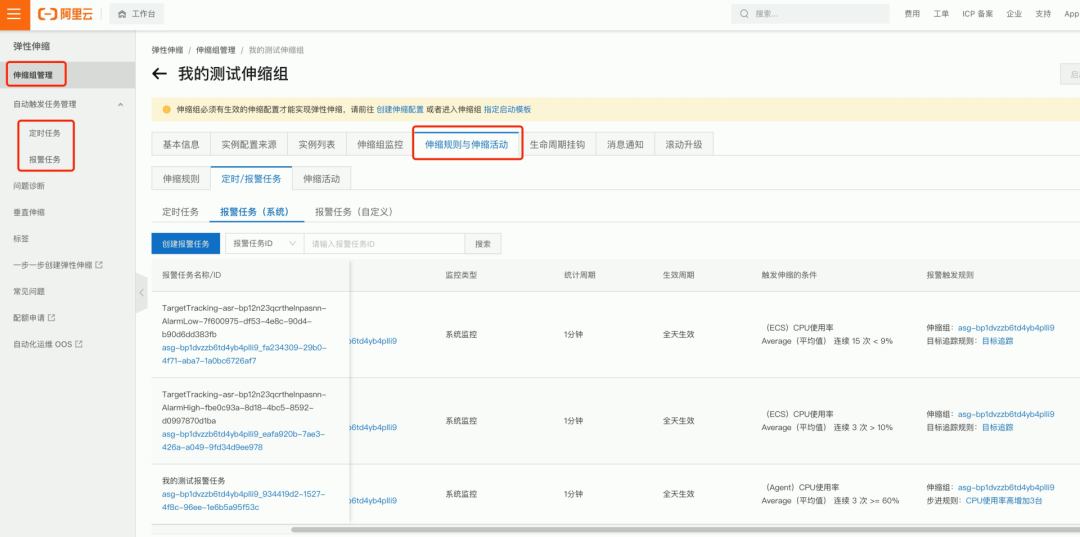 阿里云
工作台
搜索...
费用
工单
ICP 备案
企业
支持
App
弹性伸缩
伸缩组管理
自动触发任务管理
定时任务
报警任务
问题诊断
垂直伸缩
标签
一步一步创建弹性伸缩
常见问题
配额申请
自动化运维 OOS
弹性伸缩 / 伸缩组管理 / 我的测试伸缩组
我的测试伸缩组
伸缩组必须有生效的伸缩配置才能实现弹性伸缩，请前往 创建伸缩配置 或者进入伸缩组 指定启动模板
基本信息
实例配置来源
实例列表
伸缩组监控
伸缩规则与伸缩活动
生命周期挂钩
消息通知
滚动升级
伸缩规则
定时/报警任务
伸缩活动
定时任务
报警任务（系统）
报警任务（自定义）
创建报警任务
报警任务ID
请输入报警任务ID
搜索
报警任务名称/ID
监控类型
统计周期
生效周期
触发伸缩的条件
报警触发规则
TargetTracking-asr-bp12n23qcrthelnpasnn-
AlarmLow-7f600975-df53-4e8c-90d4-
b90d6dd383fb
asg-bp1dvzzb6td4yb4plli9_fa234309-29b0-
4f71-aba7-1a0bc6726af7
b6td4yb4plli9
系统监控
1分钟
全天生效
（ECS）CPU使用率
Average（平均值） 连续 15 次 < 9%
伸缩组： asg-bp1dvzzb6td4yb4plli9
目标追踪规则： 目标追踪
TargetTracking-asr-bp12n23qcrthelnpasnn-
AlarmHigh-fbe0c93a-8d18-4bc5-8592-
d0997870d1ba
asg-bp1dvzzb6td4yb4plli9_eafa920b-7ae3-
426a-a049-9fd34d9ee978
b6td4yb4plli9
系统监控
1分钟
全天生效
（ECS）CPU使用率
Average（平均值） 连续 3 次 > 10%
伸缩组： asg-bp1dvzzb6td4yb4plli9
目标追踪规则： 目标追踪
我的测试报警任务
asg-bp1dvzzb6td4yb4plli9_934419d2-1527-
4f8c-96ee-1e6b5a95f53c
b6td4yb4plli9
系统监控
1分钟
全天生效
（Agent）CPU使用率
Average（平均值） 连续 3 次 >= 60%
伸缩组： asg-bp1dvzzb6td4yb4plli9
步进规则： CPU使用率高增加3台